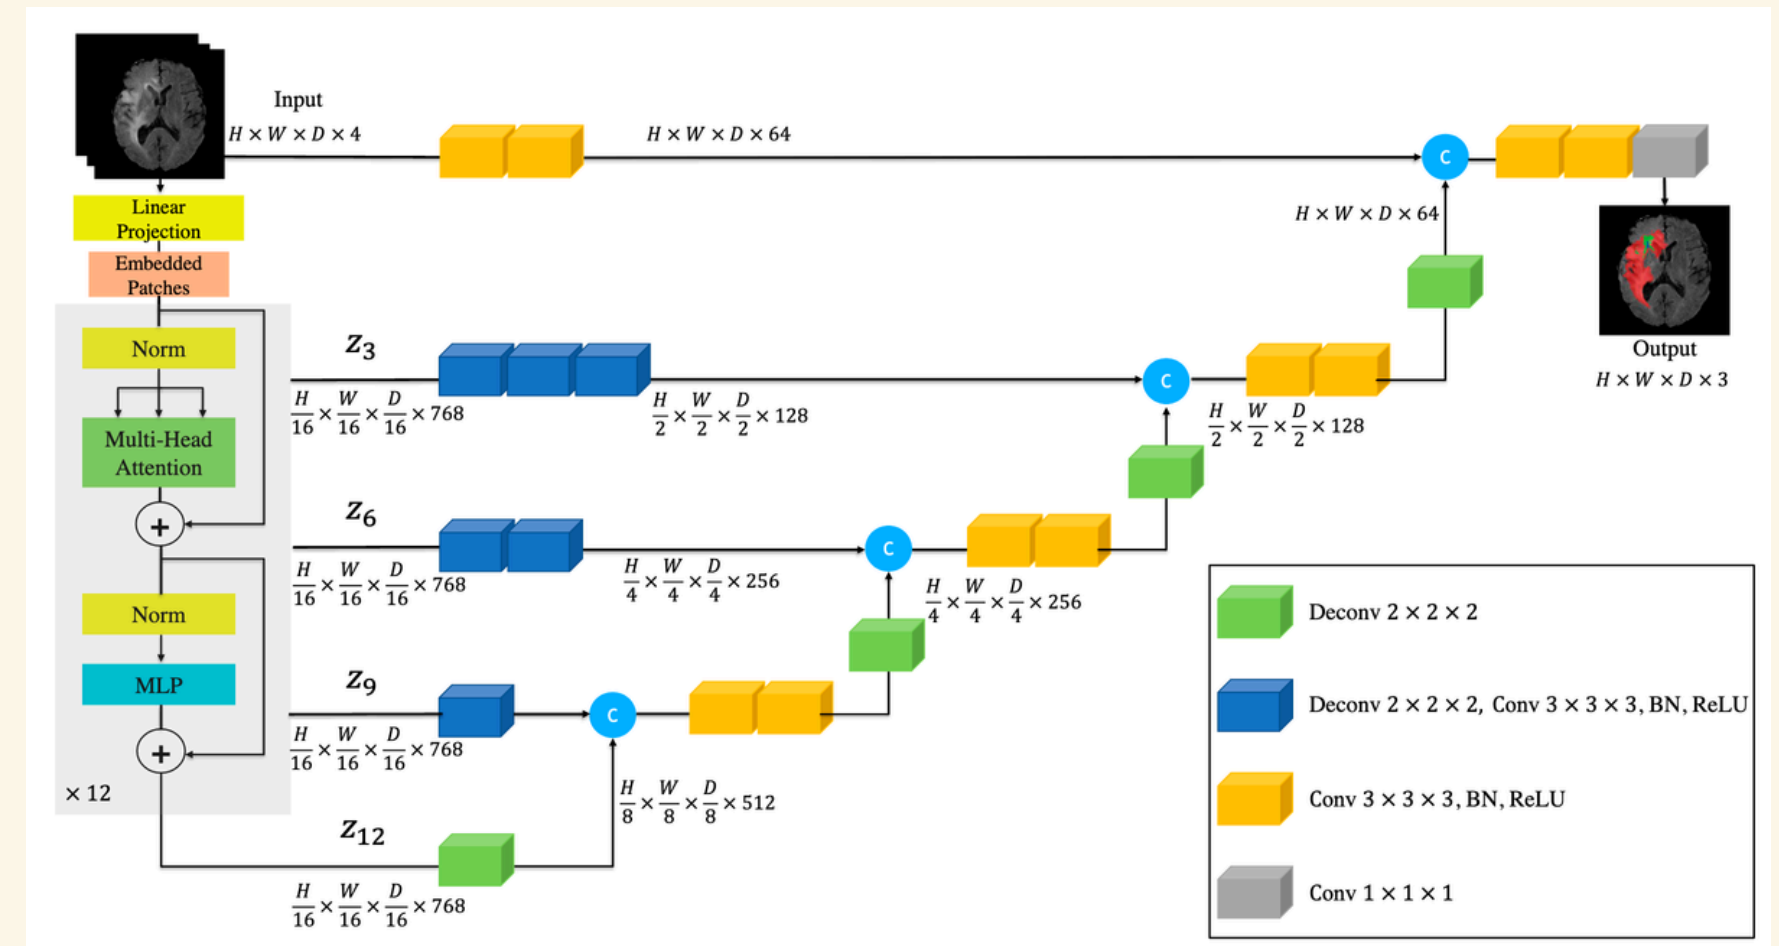 Input
H × W × D × 4
H × W × D × 64
C
Linear
Projection
H × W × D × 64
Embedded
Patches
Norm
z3
C
Output
H × W × D × 3
H/16 × W/16 × D/16 × 768
H/2 × W/2 × D/2 × 128
H/2 × W/2 × D/2 × 128
Multi-Head
Attention
+
z6
C
H/16 × W/16 × D/16 × 768
H/4 × W/4 × D/4 × 256
H/4 × W/4 × D/4 × 256
Norm
MLP
z9
C
H/16 × W/16 × D/16 × 768
+
× 12
H/8 × W/8 × D/8 × 512
z12
H/16 × W/16 × D/16 × 768
Deconv 2 × 2 × 2
Deconv 2 × 2 × 2, Conv 3 × 3 × 3, BN, ReLU
Conv 3 × 3 × 3, BN, ReLU
Conv 1 × 1 × 1